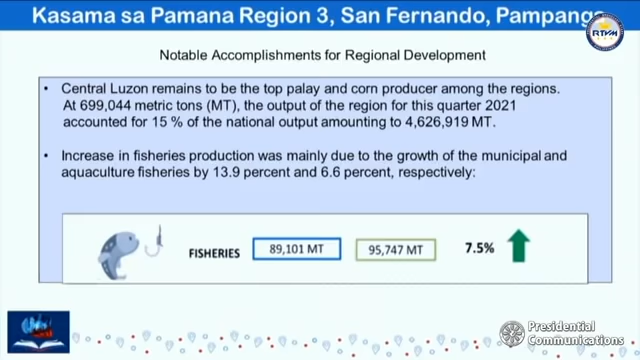 Kasama sa Pamana Region 3, San Fernando, Pampanga
RTVM
Notable Accomplishments for Regional Development
• Central Luzon remains to be the top palay and corn producer among the regions.
At 699,044 metric tons (MT), the output of the region for this quarter 2021
accounted for 15 % of the national output amounting to 4,626,919 MT.
• Increase in fisheries production was mainly due to the growth of the municipal and
aquaculture fisheries by 13.9 percent and 6.6 percent, respectively:
FISHERIES 89,101 MT 95,747 MT 7.5%
Presidential
Communications